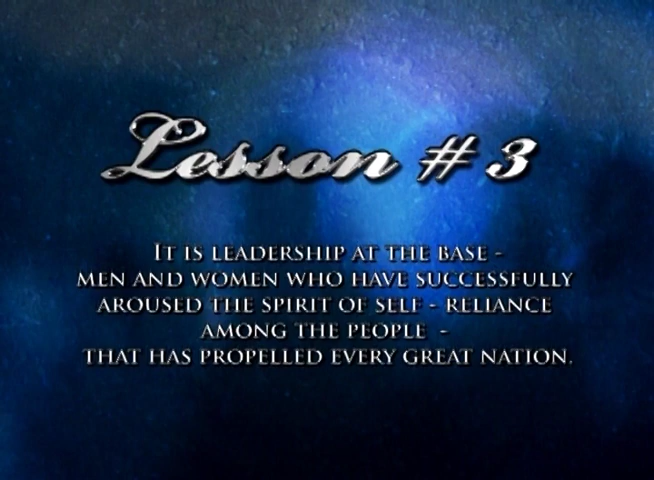 Lesson #3
IT IS LEADERSHIP AT THE BASE -
MEN AND WOMEN WHO HAVE SUCCESSFULLY
AROUSED THE SPIRIT OF SELF - RELIANCE
AMONG THE PEOPLE -
THAT HAS PROPELLED EVERY GREAT NATION.